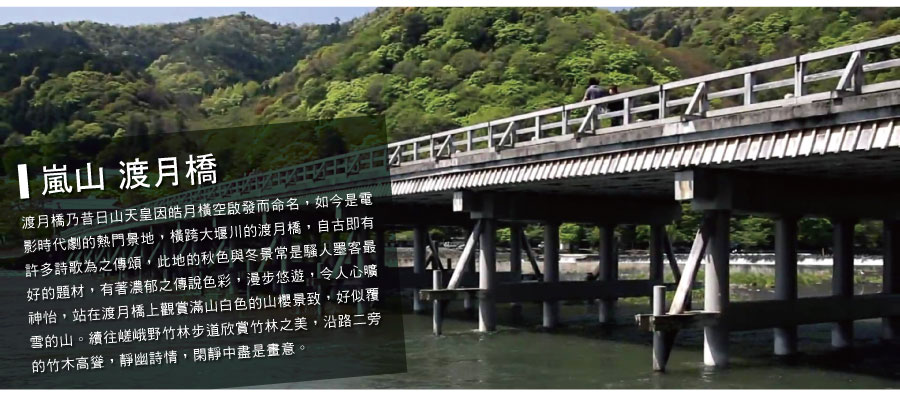 嵐山 渡月橋
渡月橋乃昔日山天皇因皓月橫空啟發而命名，如今是電
影時代劇的熱門景地，橫跨大堰川的渡月橋，自古即有
許多詩歌為之傳頌，此地的秋色與冬景常是騷人墨客最
好的題材，有著濃郁之傳說色彩，漫步悠遊，令人心曠
神怡，站在渡月橋上觀賞滿山白色的山櫻景致，好似覆
雪的山。續往嵯峨野竹林步道欣賞竹林之美，沿路二旁
的竹木高聳，靜幽詩情，閑靜中盡是畫意。